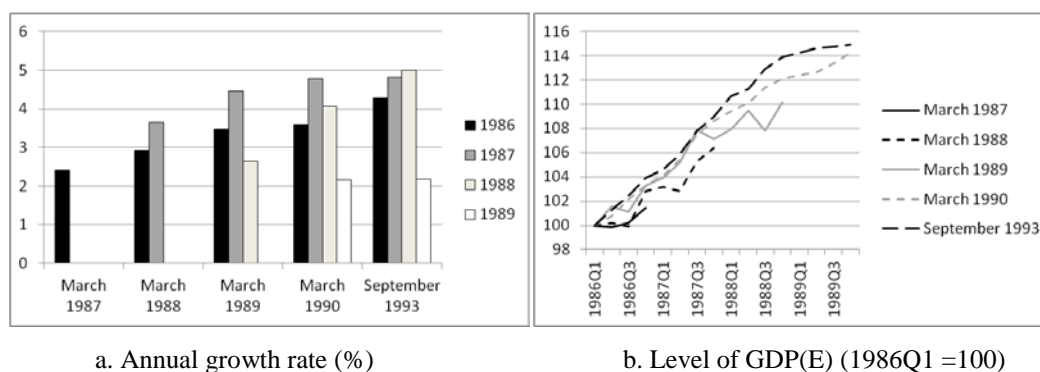 6
5
4
3
2
1
0
March 1987
March 1988
March 1989
March 1990
September 1993
1986
1987
1988
1989
116
114
112
110
108
106
104
102
100
98
1986Q1
1986Q3
1987Q1
1987Q3
1988Q1
1988Q3
1989Q1
1989Q3
March 1987
March 1988
March 1989
March 1990
September 1993
a. Annual growth rate (%)
b. Level of GDP(E) (1986Q1 =100)